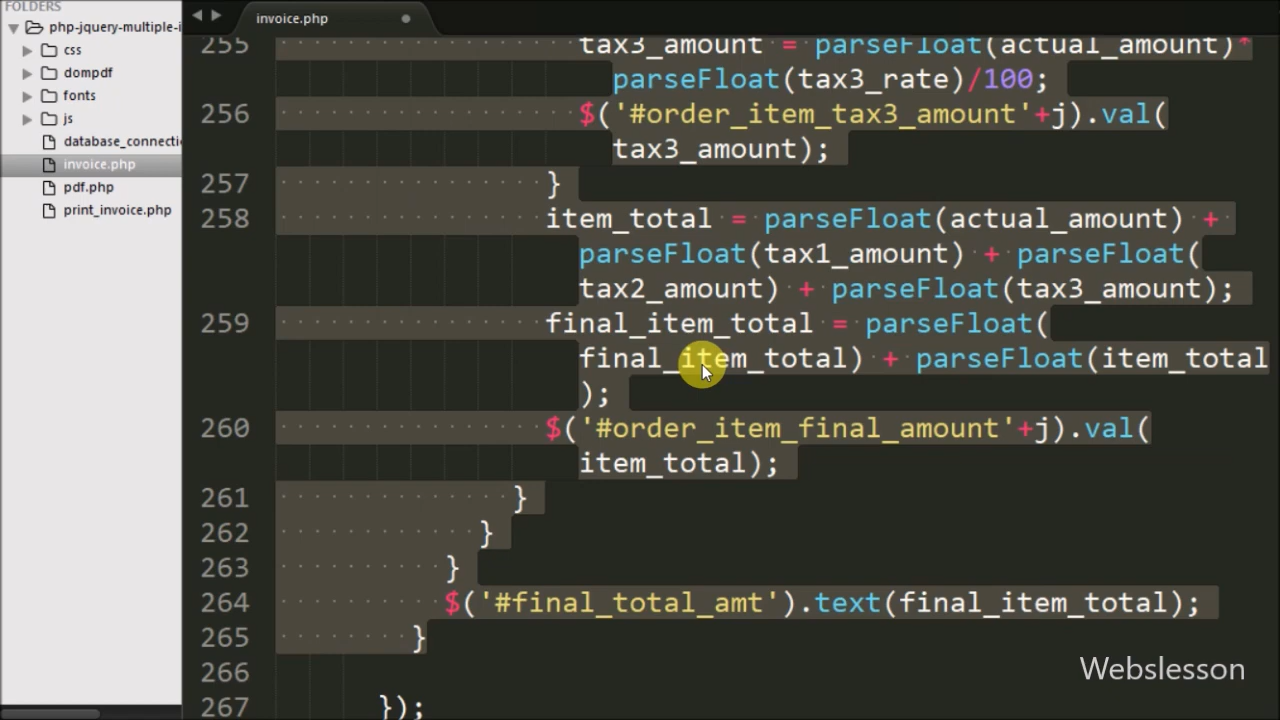 FOLDERS
php-jquery-multiple-i
css
dompdf
fonts
js
database_connecti
invoice.php
pdf.php
print_invoice.php
invoice.php
255 tax3_amount = parseFloat(actual_amount)*
parseFloat(tax3_rate)/100;
256 $('#order_item_tax3_amount'+j).val(
tax3_amount);
257 }
258 item_total = parseFloat(actual_amount) +
parseFloat(tax1_amount) + parseFloat(
tax2_amount) + parseFloat(tax3_amount);
259 final_item_total = parseFloat(
final_item_total) + parseFloat(item_total
);
260 $('#order_item_final_amount'+j).val(
item_total);
261 }
262 }
263 }
264 $('#final_total_amt').text(final_item_total);
265 }
266
267 });
Webslesson